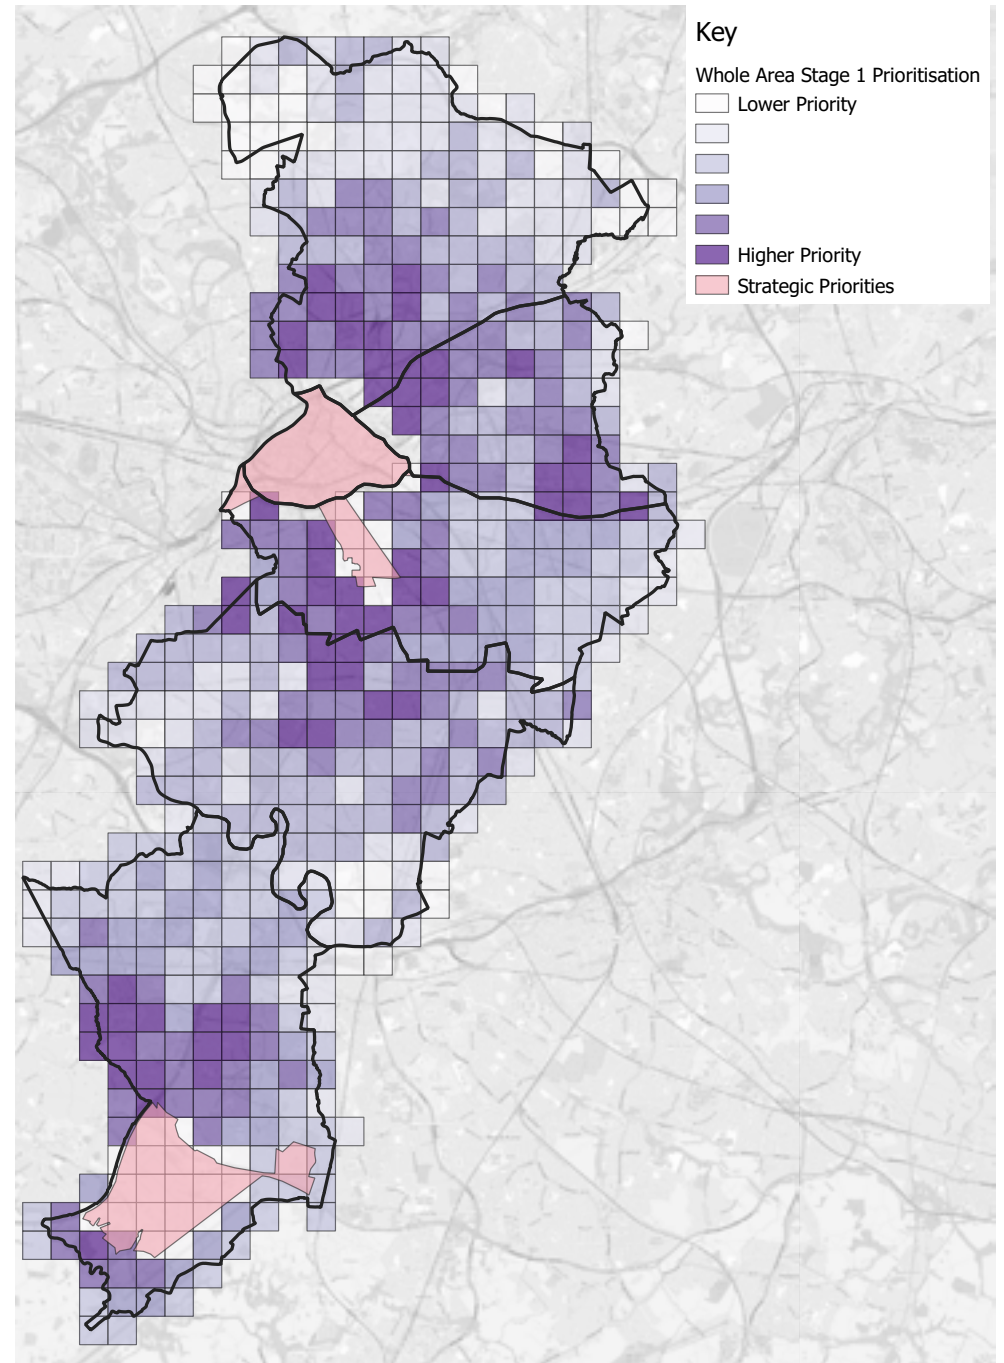 Key
Whole Area Stage 1 Prioritisation
Lower Priority
Higher Priority
Strategic Priorities